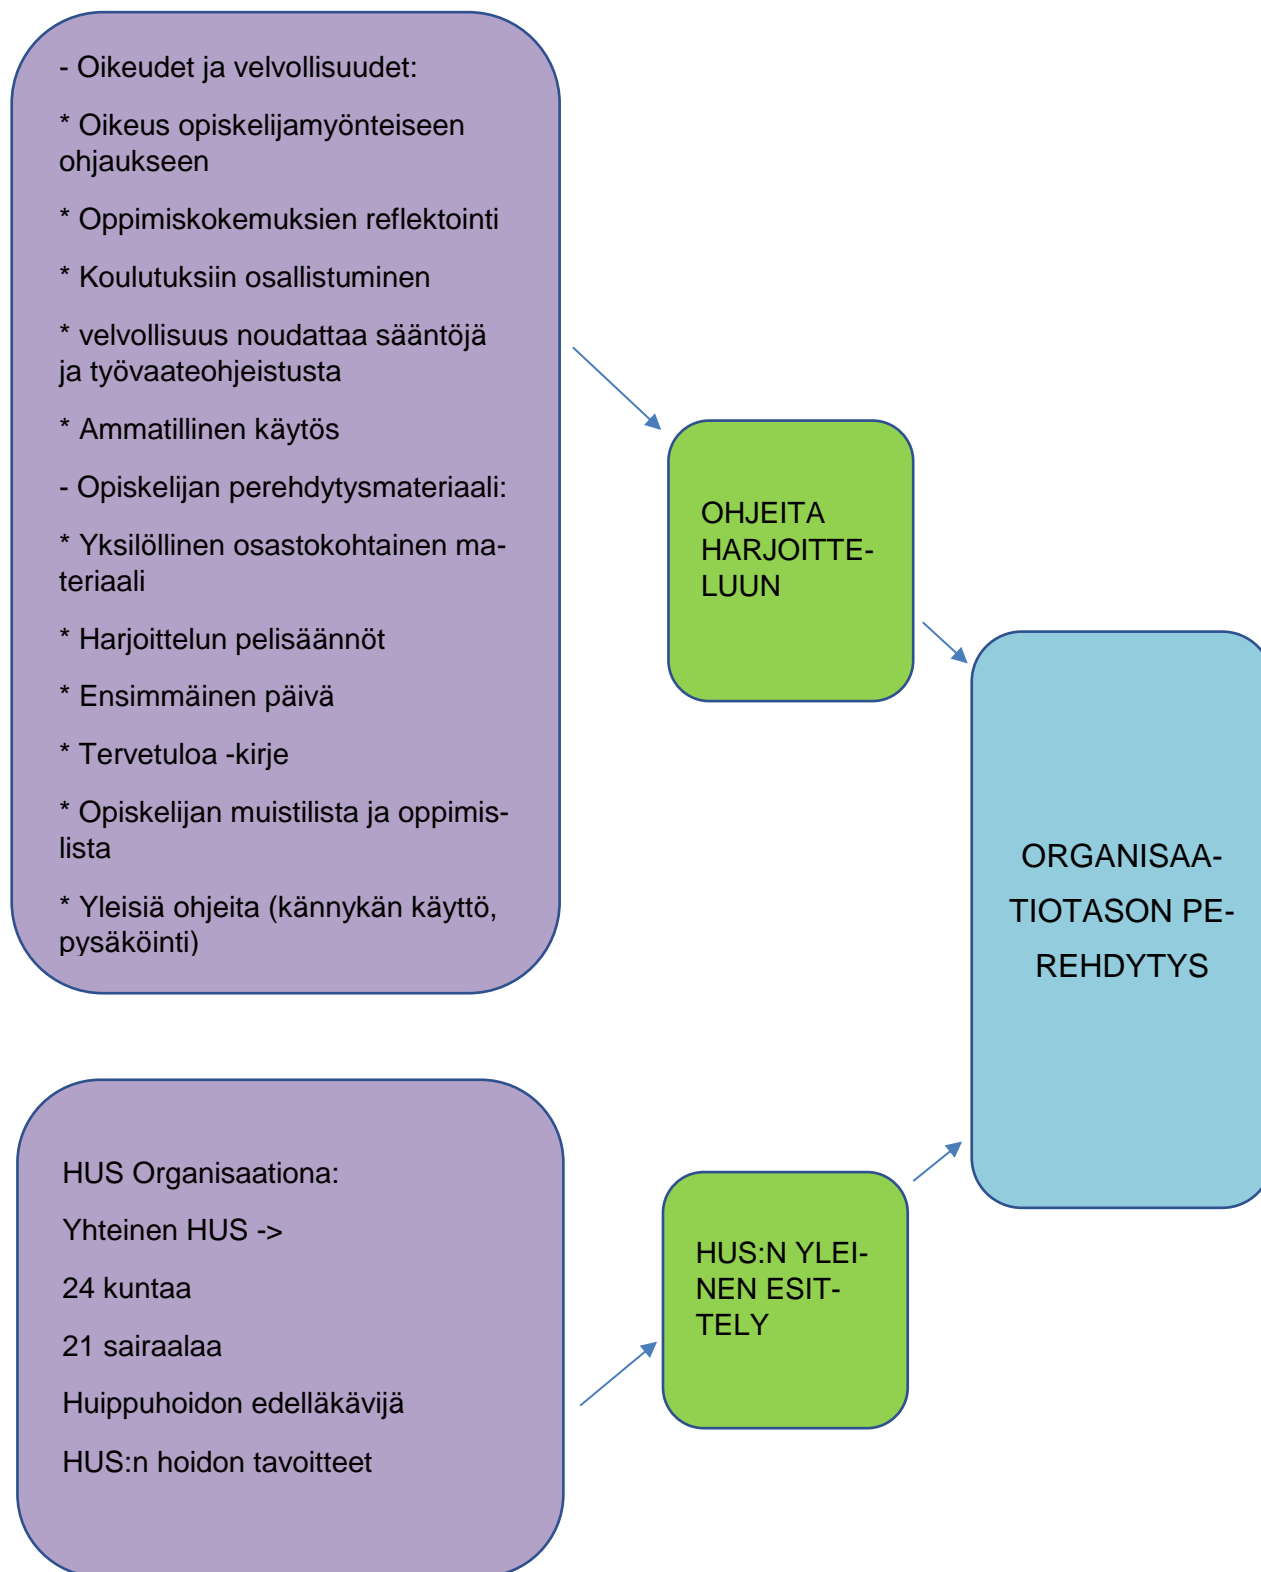 - Oikeudet ja velvollisuudet:
* Oikeus opiskelijamyönteiseen
ohjaukseen
* Oppimiskokemuksien reflektointi
* Koulutuksiin osallistuminen
* velvollisuus noudattaa sääntöjä
ja työvaateohjeistusta
* Ammatillinen käytös
- Opiskelijan perehdytysmateriaali:
* Yksilöllinen osastokohtainen ma-
teriaali
* Harjoittelun pelisäännöt
* Ensimmäinen päivä
* Tervetuloa -kirje
* Opiskelijan muistilista ja oppimis-
lista
* Yleisiä ohjeita (kännykän käyttö,
pysäköinti)
OHJEITA
HARJOITTE-
LUUN
ORGANISAA-
TIOTASON PE-
REHDYTYS
HUS Organisaationa:
Yhteinen HUS ->
24 kuntaa
21 sairaalaa
Huippuhoidon edelläkävijä
HUS:n hoidon tavoitteet
HUS:N YLEI-
NEN ESIT-
TELY